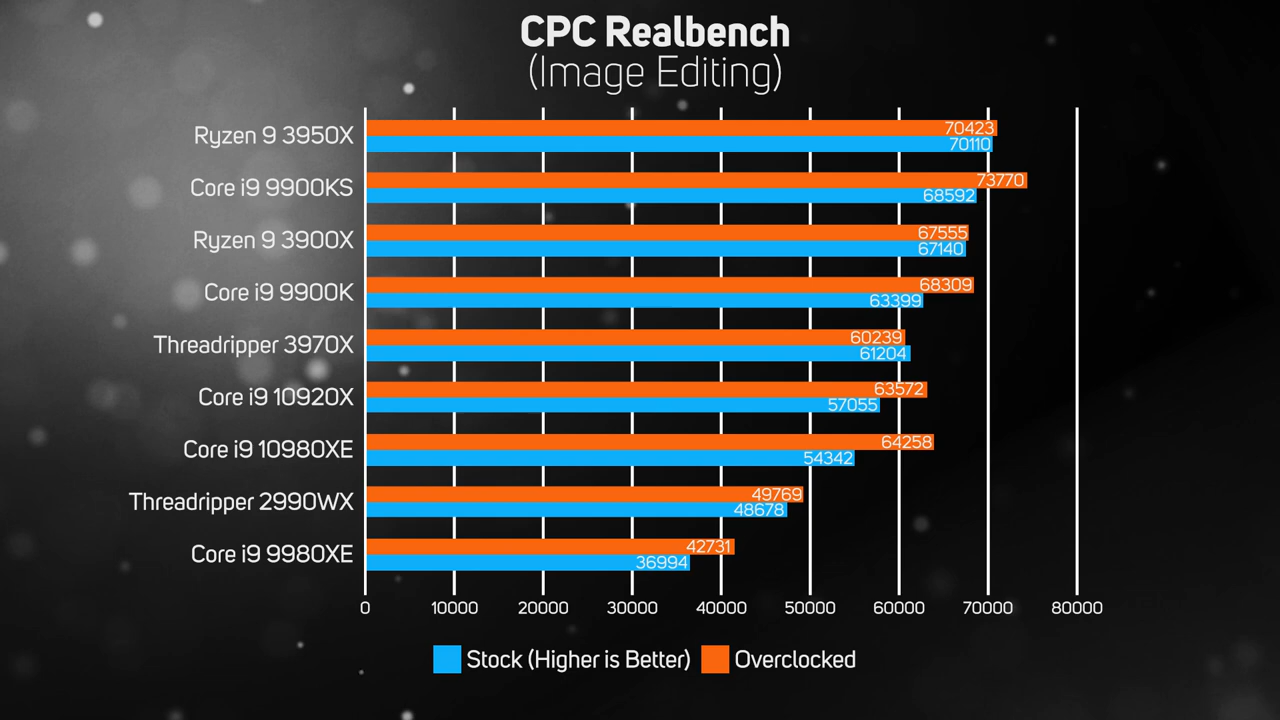 CPC Realbench
(Image Editing)
Ryzen 9 3950X
70423
70110
Core i9 9900KS
73770
68592
Ryzen 9 3900X
67555
67140
Core i9 9900K
68309
63399
Threadripper 3970X
60239
61204
Core i9 10920X
63572
57055
Core i9 10980XE
64258
54342
Threadripper 2990WX
49769
48678
Core i9 9980XE
42731
36994
0 10000 20000 30000 40000 50000 60000 70000 80000
Stock (Higher is Better) Overclocked